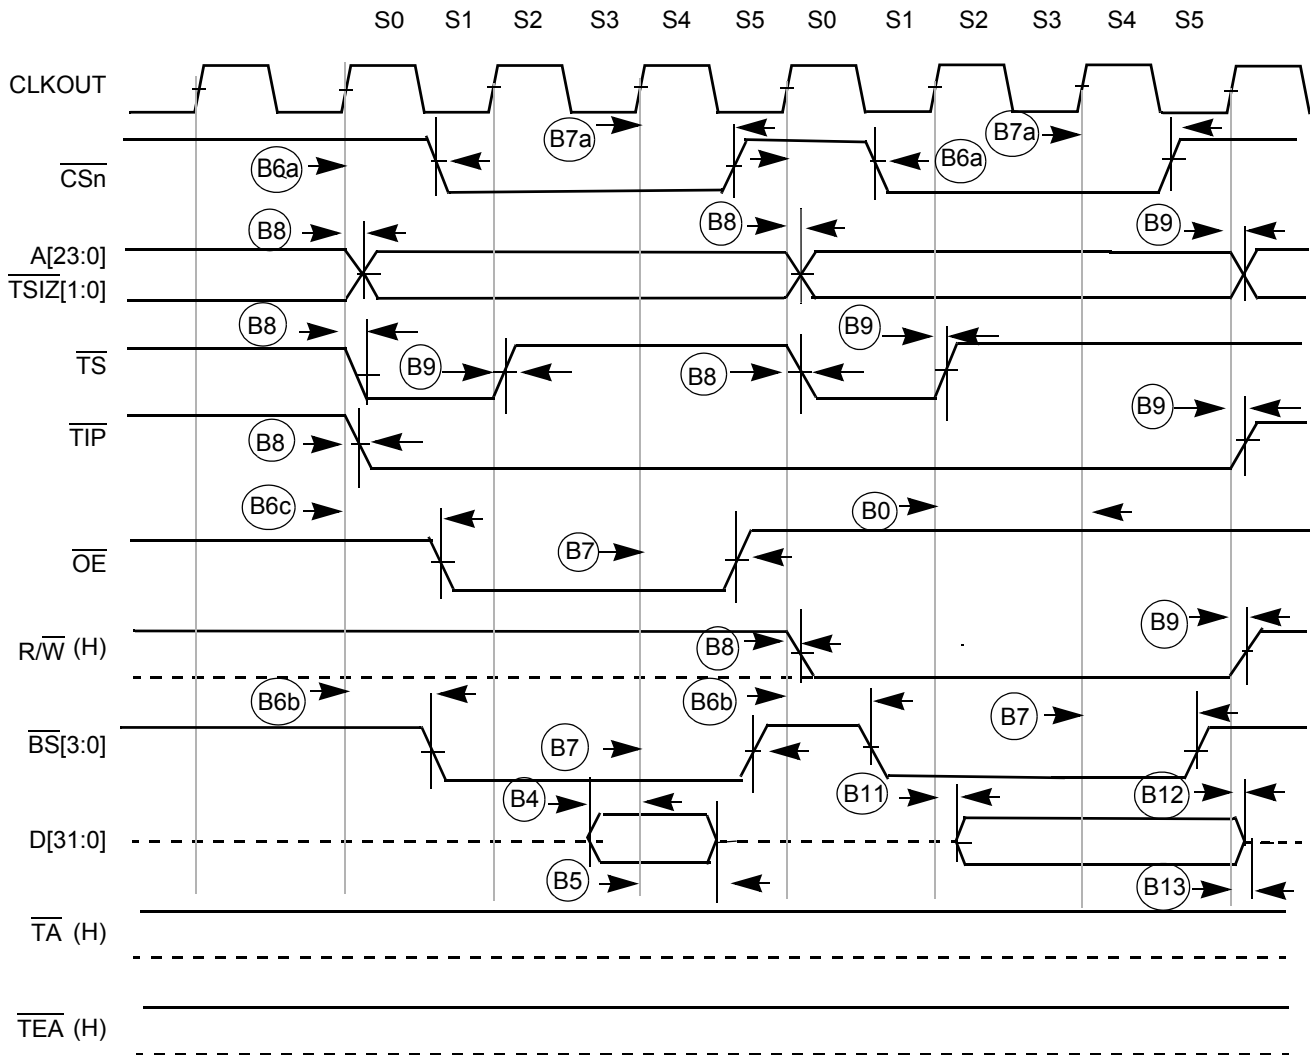 S0 S1 S2 S3 S4 S5 S0 S1 S2 S3 S4 S5
CLKOUT
B7a B7a
CSn B6a B6a
B8 B8 B9
A[23:0]
TSIZ[1:0]
B8 B9
TS B9 B8
B9
TIP B8
B6c B0
OE B7
R/W (H) B8 B9
B6b B6b B7
BS[3:0] B7
B4 B11 B12
D[31:0]
B5 B13
TA (H)
TEA (H)